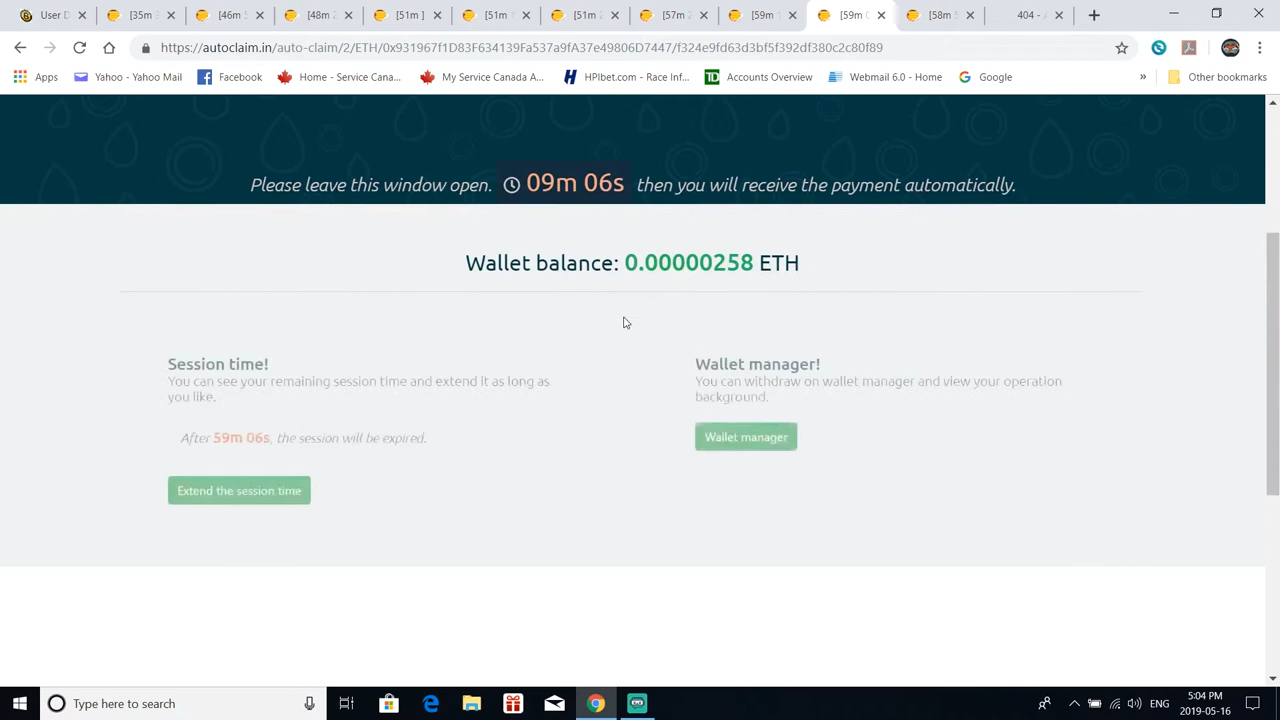 User D
[35m
[46m
[48m 2
[51m ]
[51m
[51m
[57m 2
[59m
[59m 0
[58m 5
404 -
https://autoclaim.in/auto-claim/2/ETH/0x931967f1D83F634139E537a9fA37e49806D7447/f324e9fd63d3bf5f392df380c2c80f89
Apps
Yahoo - Yahoo Mail
Facebook
Home - Service Cana...
My Service Canada A...
HPIbet.com - Race Inf...
TD
Accounts Overview
Webmail 6.0 - Home
Google
»
Other bookmarks
Please leave this window open. 09m 06s then you will receive the payment automatically.
Wallet balance: 0.00000258 ETH
Session time!
You can see your remaining session time and extend it as long as
you like.
After 59m 06s, the session will be expired.
Extend the session time
Wallet manager!
You can withdraw on wallet manager and view your operation
background.
Wallet manager
Type here to search
ENG
5:04 PM
2019-05-16